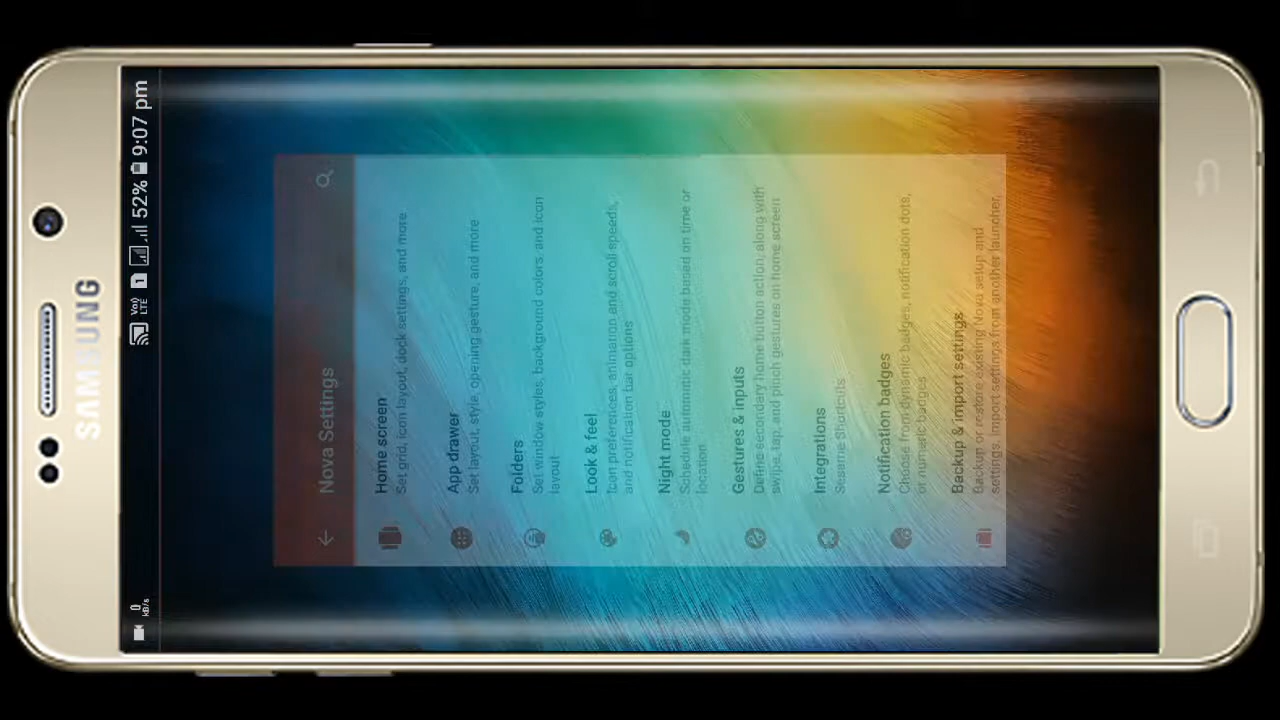 0
kB/s
VoD
LTE
1
52%
9:07 pm
SAMSUNG
Nova Settings
Home screen
Set grid, icon layout, dock settings, and more
App drawer
Set layout, style, opening gesture, and more
Folders
Set window styles, background colors, and icon
layout
Look & feel
Icon preferences, animation and scroll speeds,
and notification bar options
Night mode
Schedule automatic dark mode based on time or
location
Gestures & inputs
Define secondary home button action, along with
swipe, tap, and pinch gestures on home screen
Integrations
Sesame Shortcuts
Notification badges
Choose from dynamic badges, notification dots,
or numeric badges
Backup & import settings
Backup or restore existing Nova setup and
settings. Import settings from another launcher,